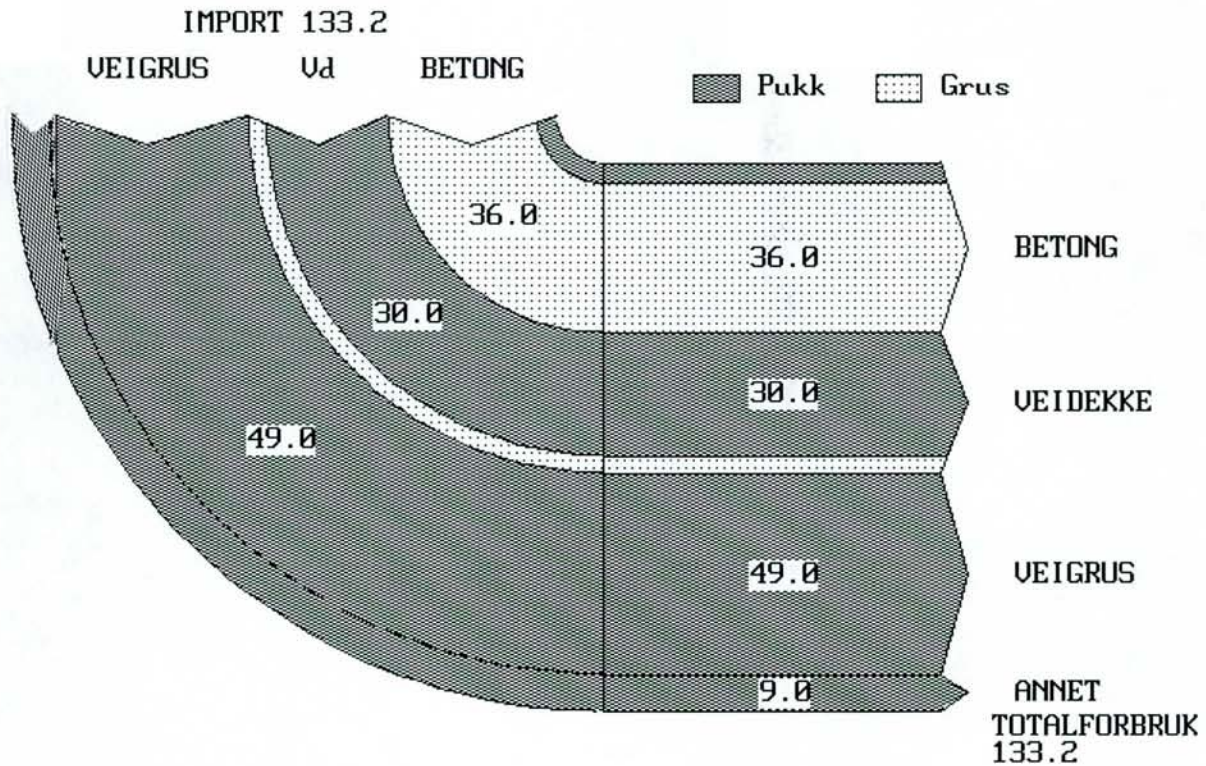 IMPORT 133.2
VEIGRUS Vd BETONG
Pukk Grus
36.0
36.0
BETONG
30.0
30.0
VEIDEKKE
49.0
49.0
VEIGRUS
9.0
ANNET
TOTALFORBRUK
133.2